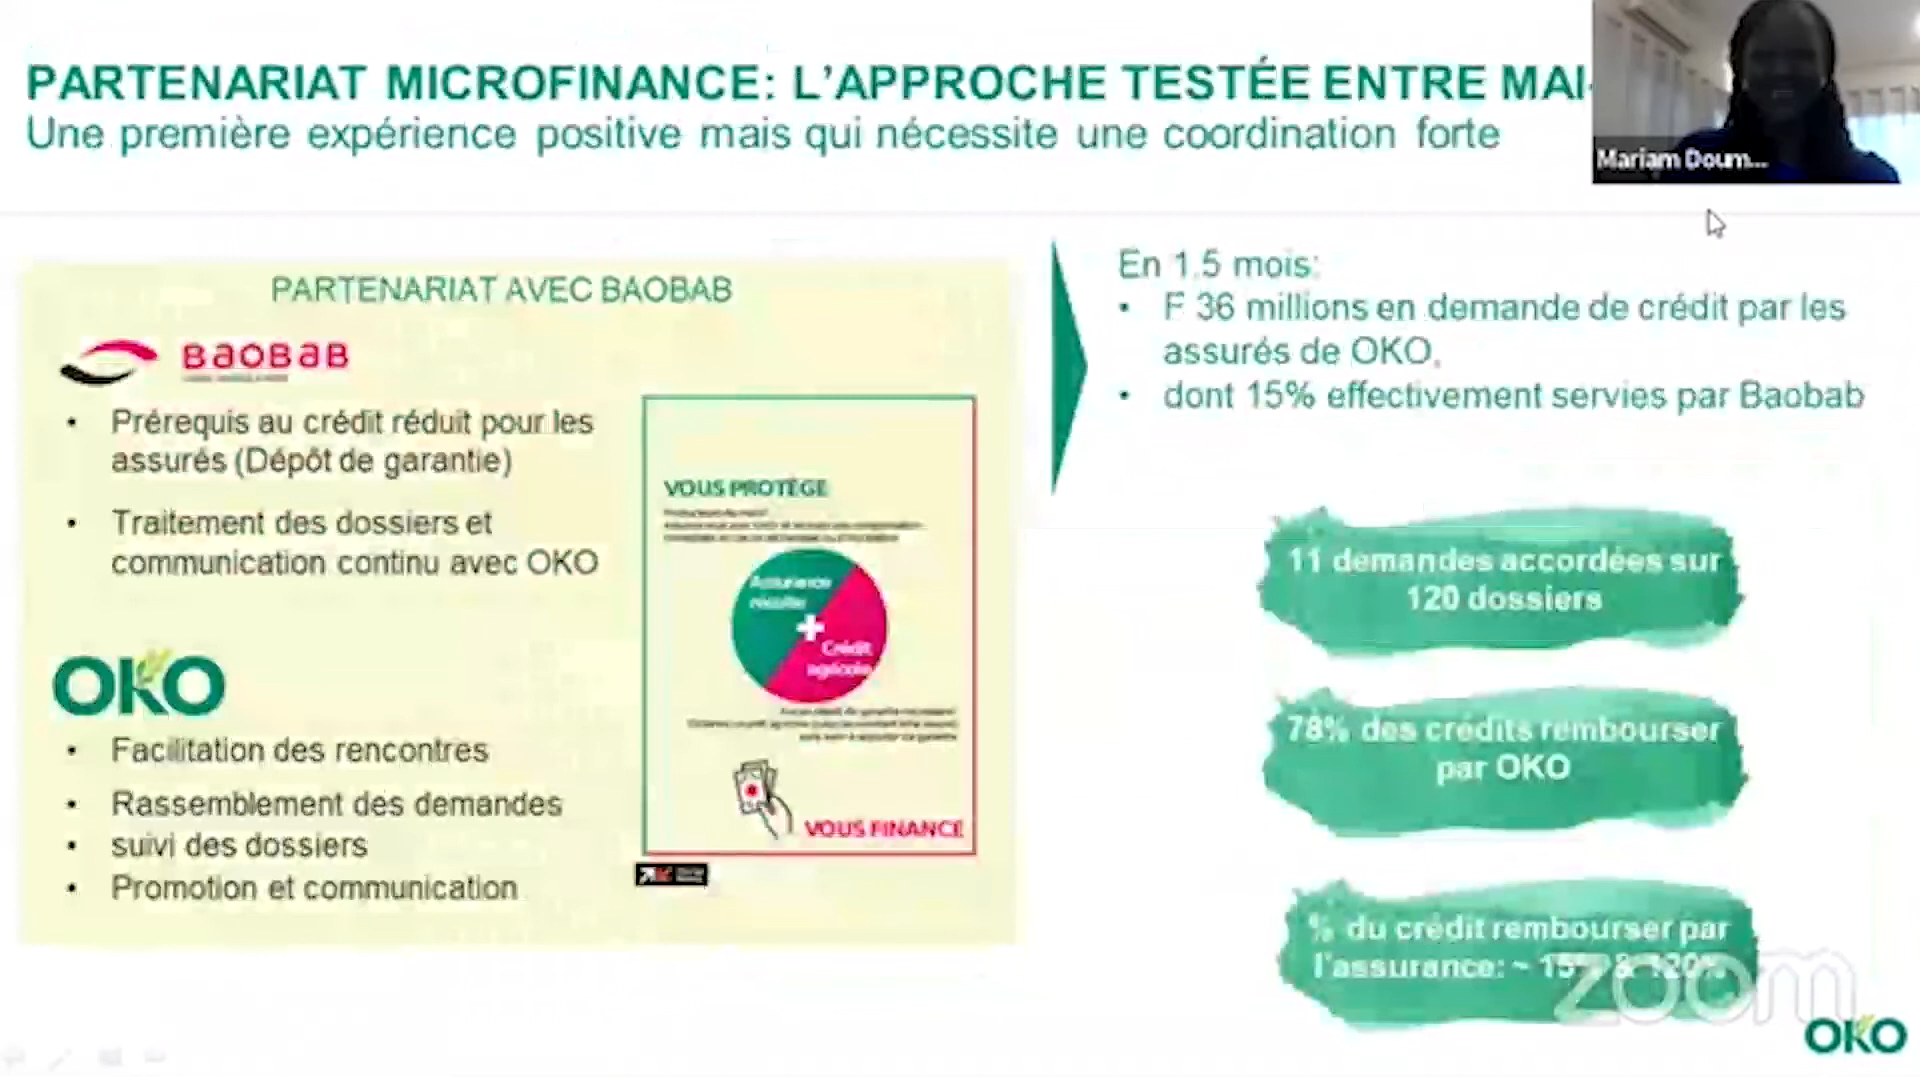 PARTENARIAT MICROFINANCE: L'APPROCHE TESTÉE ENTRE MAI-
Une première expérience positive mais qui nécessite une coordination forte
Mariam Doum...
PARTENARIAT AVEC BAOBAB
BaOBaB
• Prérequis au crédit réduit pour les
assurés (Dépôt de garantie)
• Traitement des dossiers et
communication continu avec OKO
OKO
• Facilitation des rencontres
• Rassemblement des demandes
• suivi des dossiers
• Promotion et communication
VOUS PROTÈGE
Assurance
récolte
+
Crédit
agricole
VOUS FINANCE
En 1.5 mois:
• F 36 millions en demande de crédit par les
assurés de OKO,
• dont 15% effectivement servies par Baobab
11 demandes accordées sur
120 dossiers
78% des crédits rembourser
par OKO
% du crédit rembourser par
l'assurance: ~ 15% & 120%
zoom
OKO